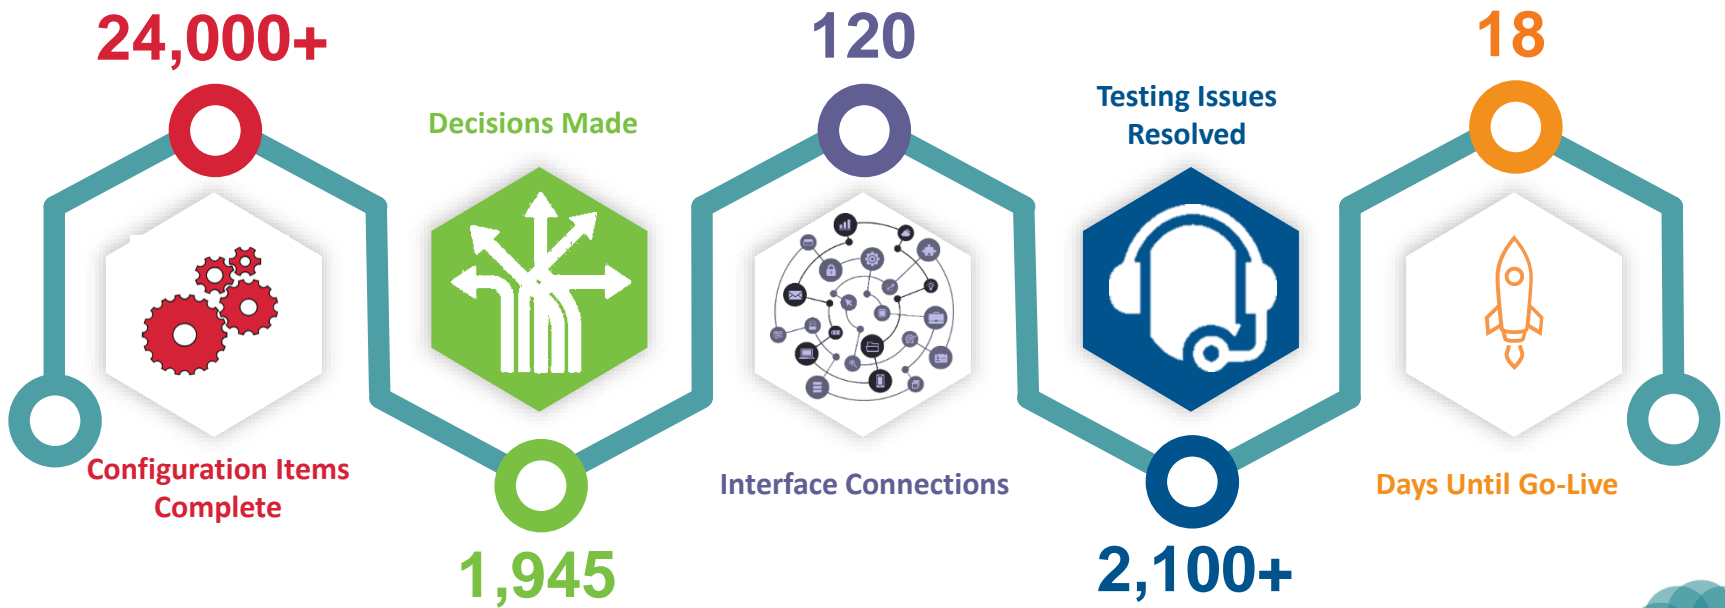 24,000+
Configuration Items
Complete
Decisions Made
1,945
120
Interface Connections
Testing Issues
Resolved
2,100+
18
Days Until Go-Live